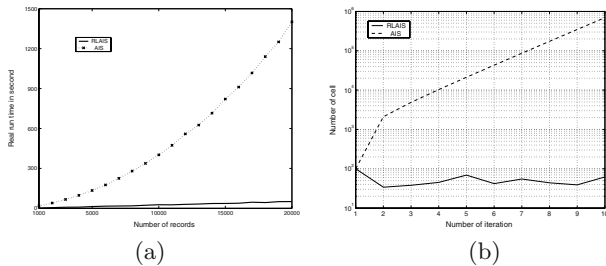 1500
1200
900
600
300
0
Real run time in second
RLAIS
AIS
1000
5000
10000
15000
20000
Number of records
(a)
Number of cell
RLAIS
AIS
1
2
3
4
5
6
7
8
9
10
Number of iteration
(b)